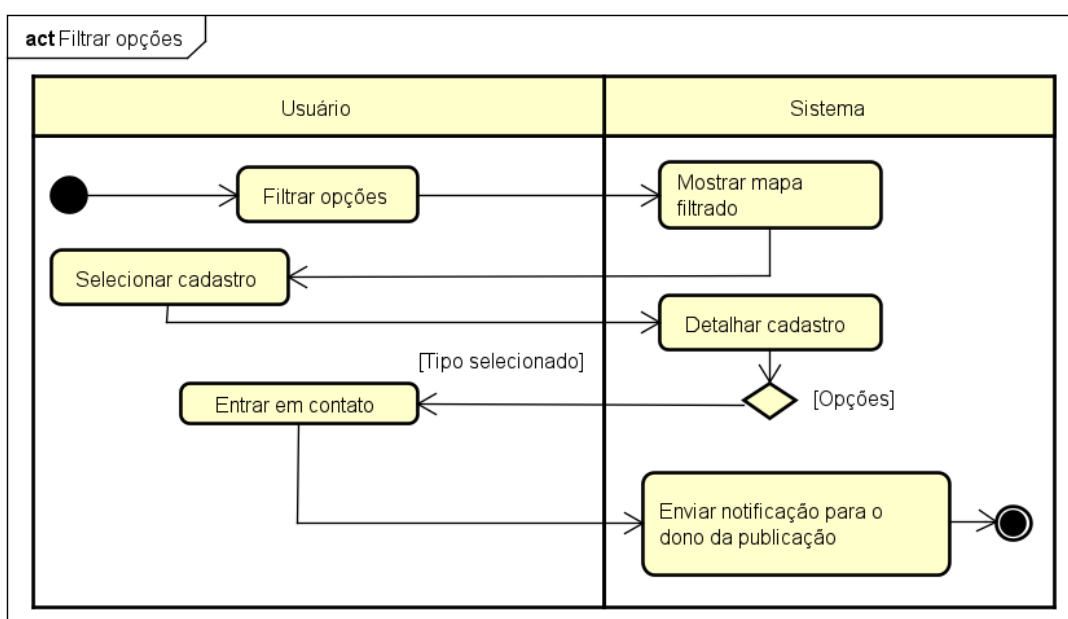 act Filtrar opções
Usuário
Sistema
Filtrar opções
Mostrar mapa
filtrado
Selecionar cadastro
Detalhar cadastro
[Tipo selecionado]
Entrar em contato
[Opções]
Enviar notificação para o
dono da publicação